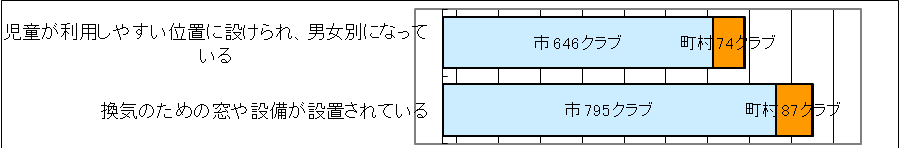 児童が利用しやすい位置に設けられ、男女別になって
いる
市646クラブ
町村74クラブ
換気のための窓や設備が設置されている
市795クラブ
町村87クラブ